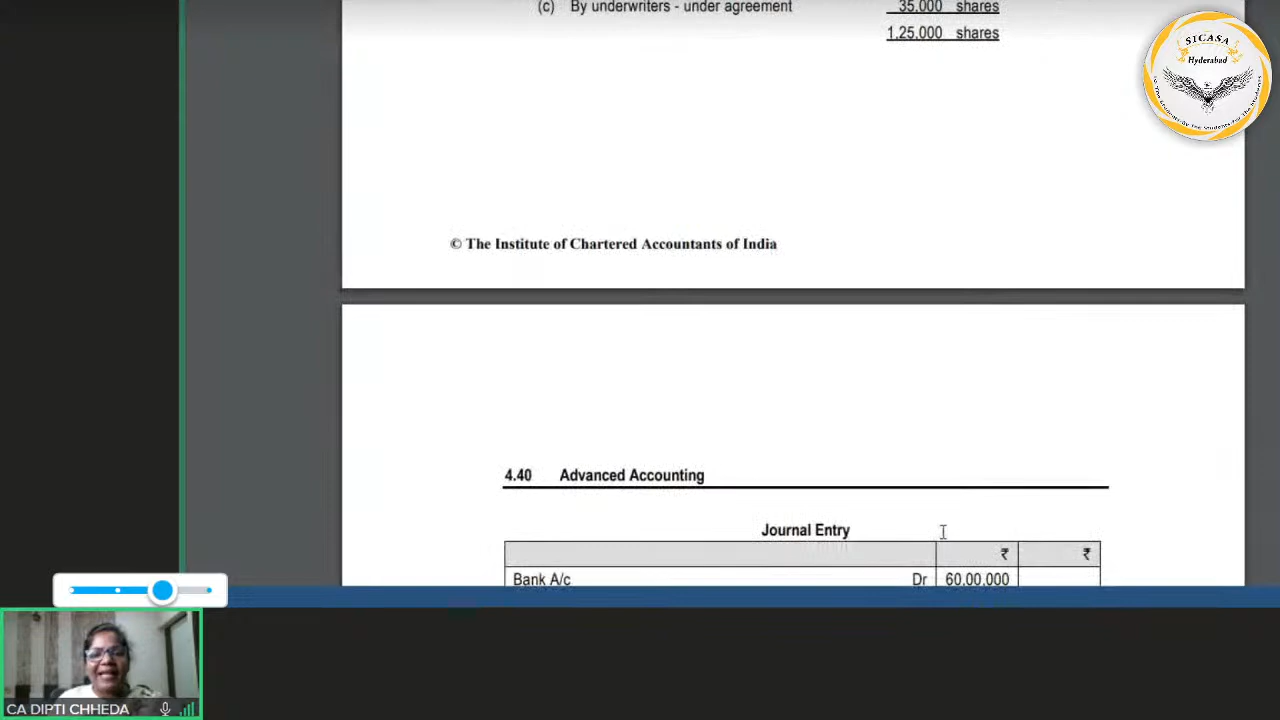 (c) By underwriters - under agreement 35,000 shares
1,25,000 shares
SICASA
Hyderabad
© The Institute of Chartered Accountants of India
4.40 Advanced Accounting
Journal Entry
₹ ₹
Bank A/c Dr 60,00,000
CA DIPTI CHHEDA